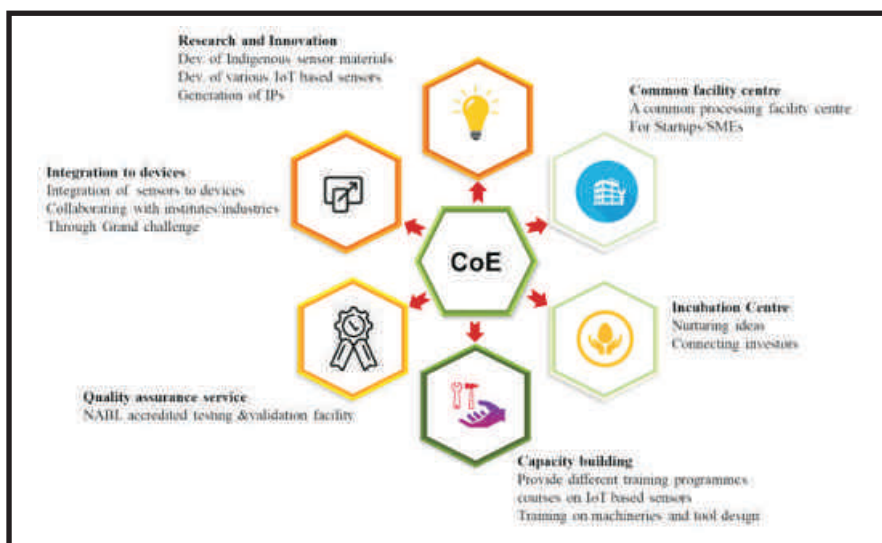 Research and Innovation
Dev. of Indigenous sensor materials
Dev. of various IoT based sensors
Generation of IPs
Common facility centre
A common processing facility centre
For Startups/SMEs
Integration to devices
Integration of sensors to devices
Collaborating with institutes/industries
Through Grand challenge
CoE
Incubation Centre
Nurturing ideas
Connecting investors
Quality assurance service
NABL accredited testing &validation facility
Capacity building
Provide different training programmes
courses on IoT based sensors
Training on machineries and tool design